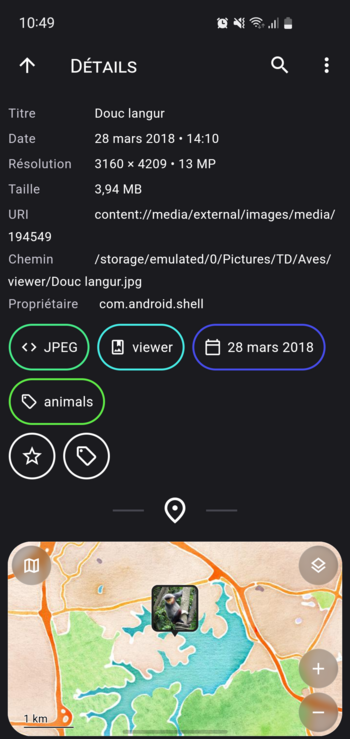 10:49
DÉTAILS
Titre Douc langur
Date 28 mars 2018 • 14:10
Résolution 3160 × 4209 • 13 MP
Taille 3,94 MB
URI content://media/external/images/media/
194549
Chemin /storage/emulated/0/Pictures/TD/Aves/
viewer/Douc langur.jpg
Propriétaire com.android.shell
JPEG viewer 28 mars 2018
animals
1 km